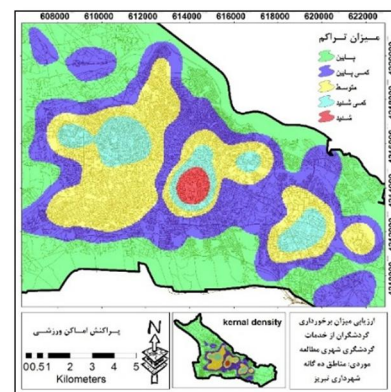 608000 610000 612000 614000 616000 618000 620000 622000
میزان تراکم
پایین
کمی پایین
متوسط
کمی شدید
شدید
پراکنش اماکن ورزشی
N
0 0.5 1 2 3 4 5
Kilometers
kernal density
ارزیابی میزان برخورداری
گردشگران از خدمات
گردشگری شهری مطالعه
موردی: مناطق ده گانه
شهرداری تبریز